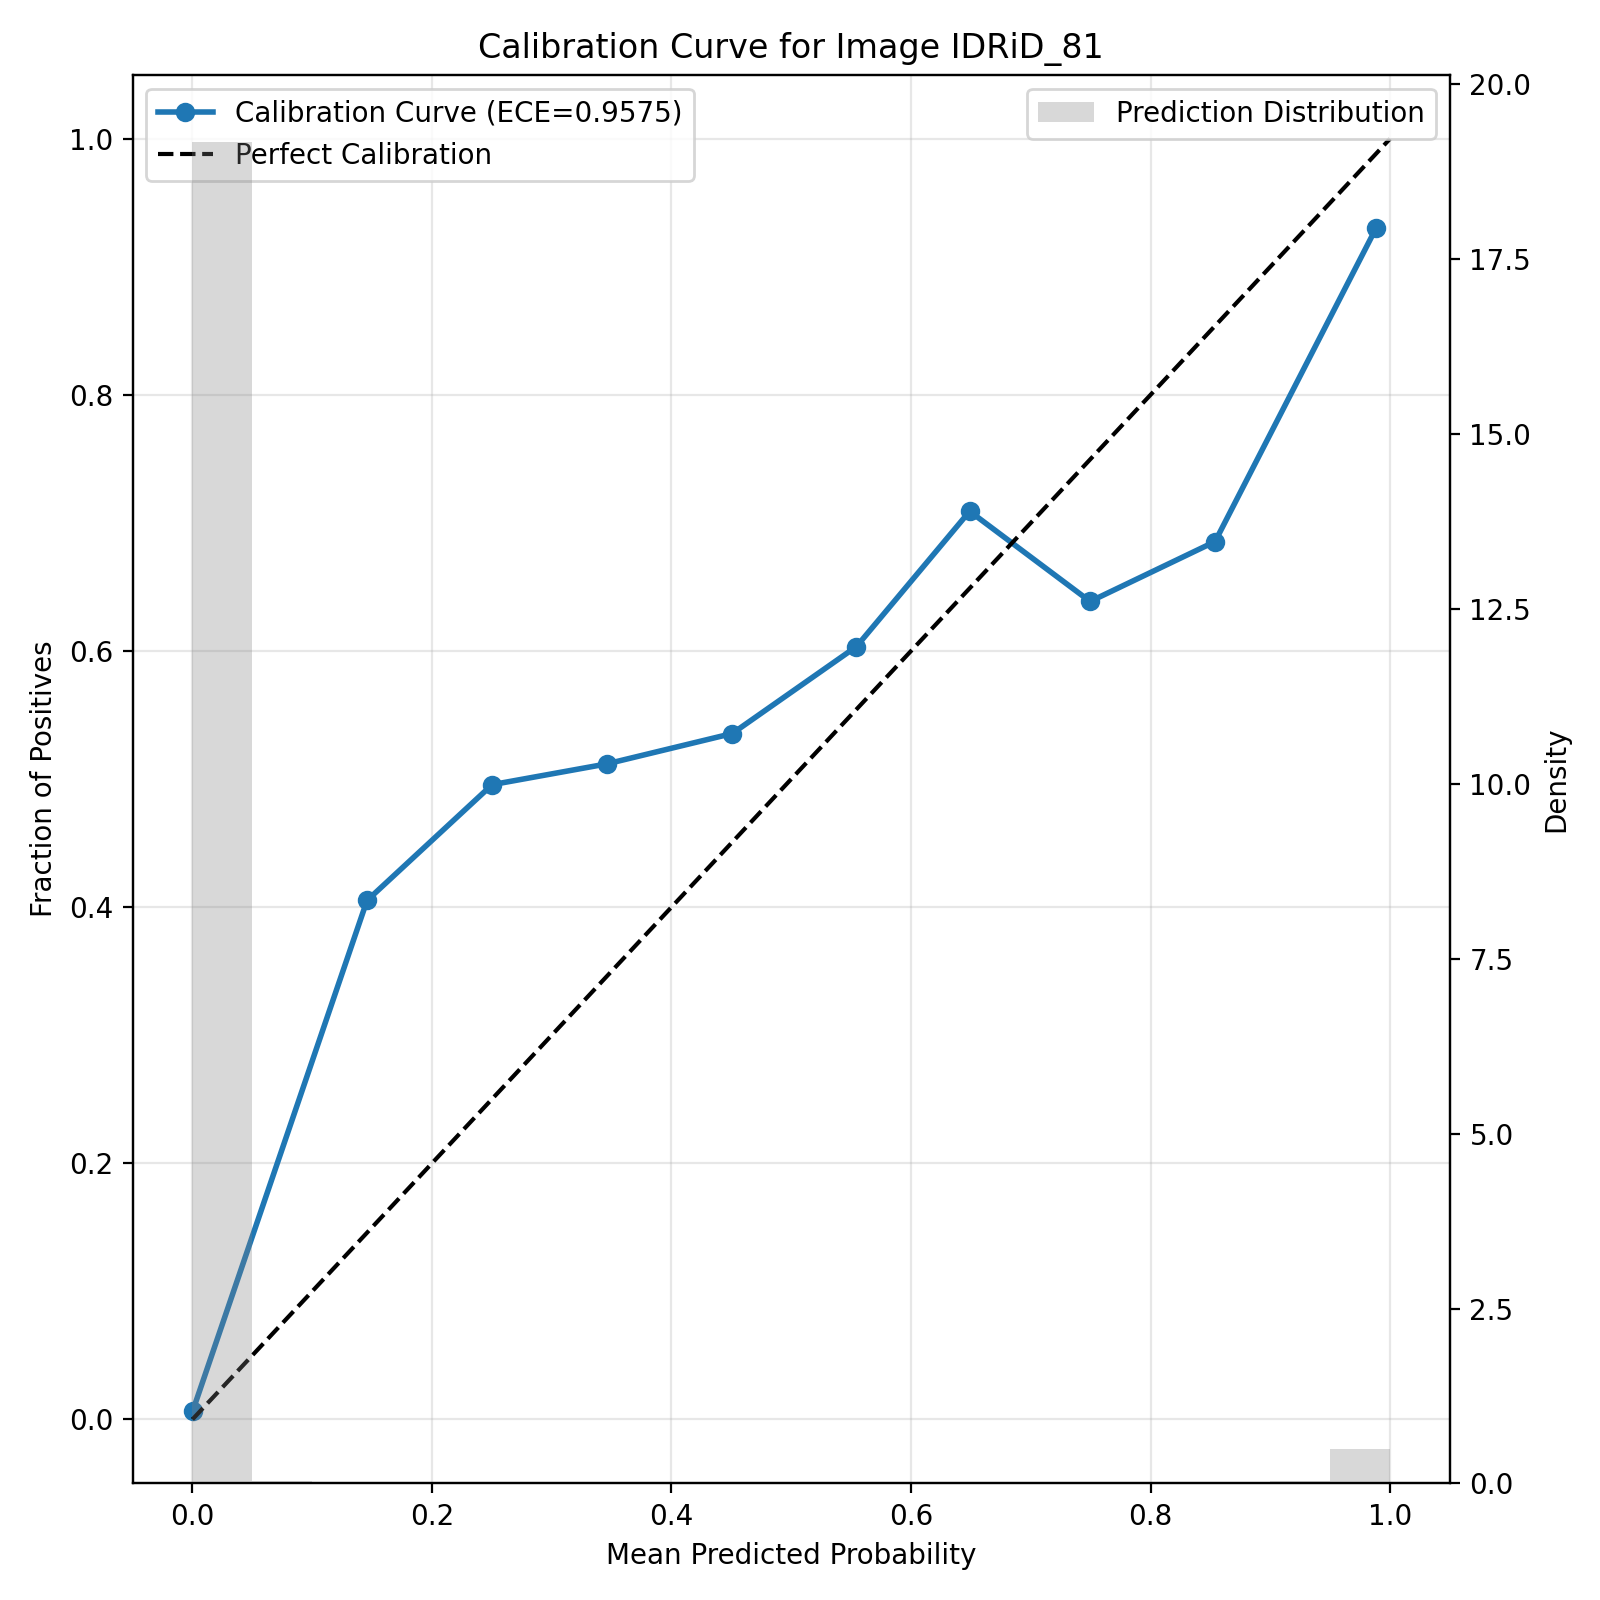 Calibration Curve for Image IDRiD_81
Calibration Curve (ECE=0.9575)
Perfect Calibration
Prediction Distribution
Fraction of Positives
1.0
0.8
0.6
0.4
0.2
0.0
20.0
17.5
15.0
12.5
10.0
7.5
5.0
2.5
0.0
Density
0.0 0.2 0.4 0.6 0.8 1.0
Mean Predicted Probability